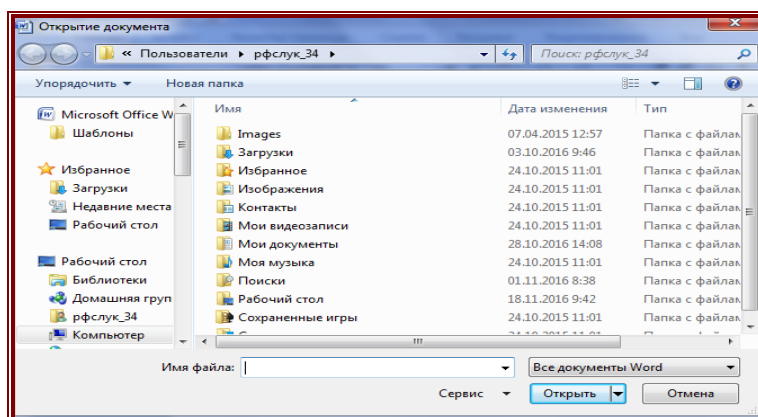 Открытие документа
« Пользователи ▸ рфслук_34 ▸
Поиск: рфслук_34
Упорядочить ▾ Новая папка
Microsoft Office W
Шаблоны
Избранное
Загрузки
Недавние места
Рабочий стол
Рабочий стол
Библиотеки
Домашняя груп
рфслук_34
Компьютер
Имя Дата изменения Тип
Images 07.04.2015 12:57 Папка с файлам
Загрузки 03.10.2016 9:46 Папка с файлам
Избранное 24.10.2015 11:01 Папка с файлам
Изображения 24.10.2015 11:01 Папка с файлам
Контакты 24.10.2015 11:01 Папка с файлам
Мои видеозаписи 24.10.2015 11:01 Папка с файлам
Мои документы 28.10.2016 14:08 Папка с файлам
Моя музыка 24.10.2015 11:01 Папка с файлам
Поиски 01.11.2016 8:38 Папка с файлам
Рабочий стол 18.11.2016 9:42 Папка с файлам
Сохраненные игры 24.10.2015 11:01 Папка с файлам
Имя файла: Все документы Word
Сервис Открыть Отмена